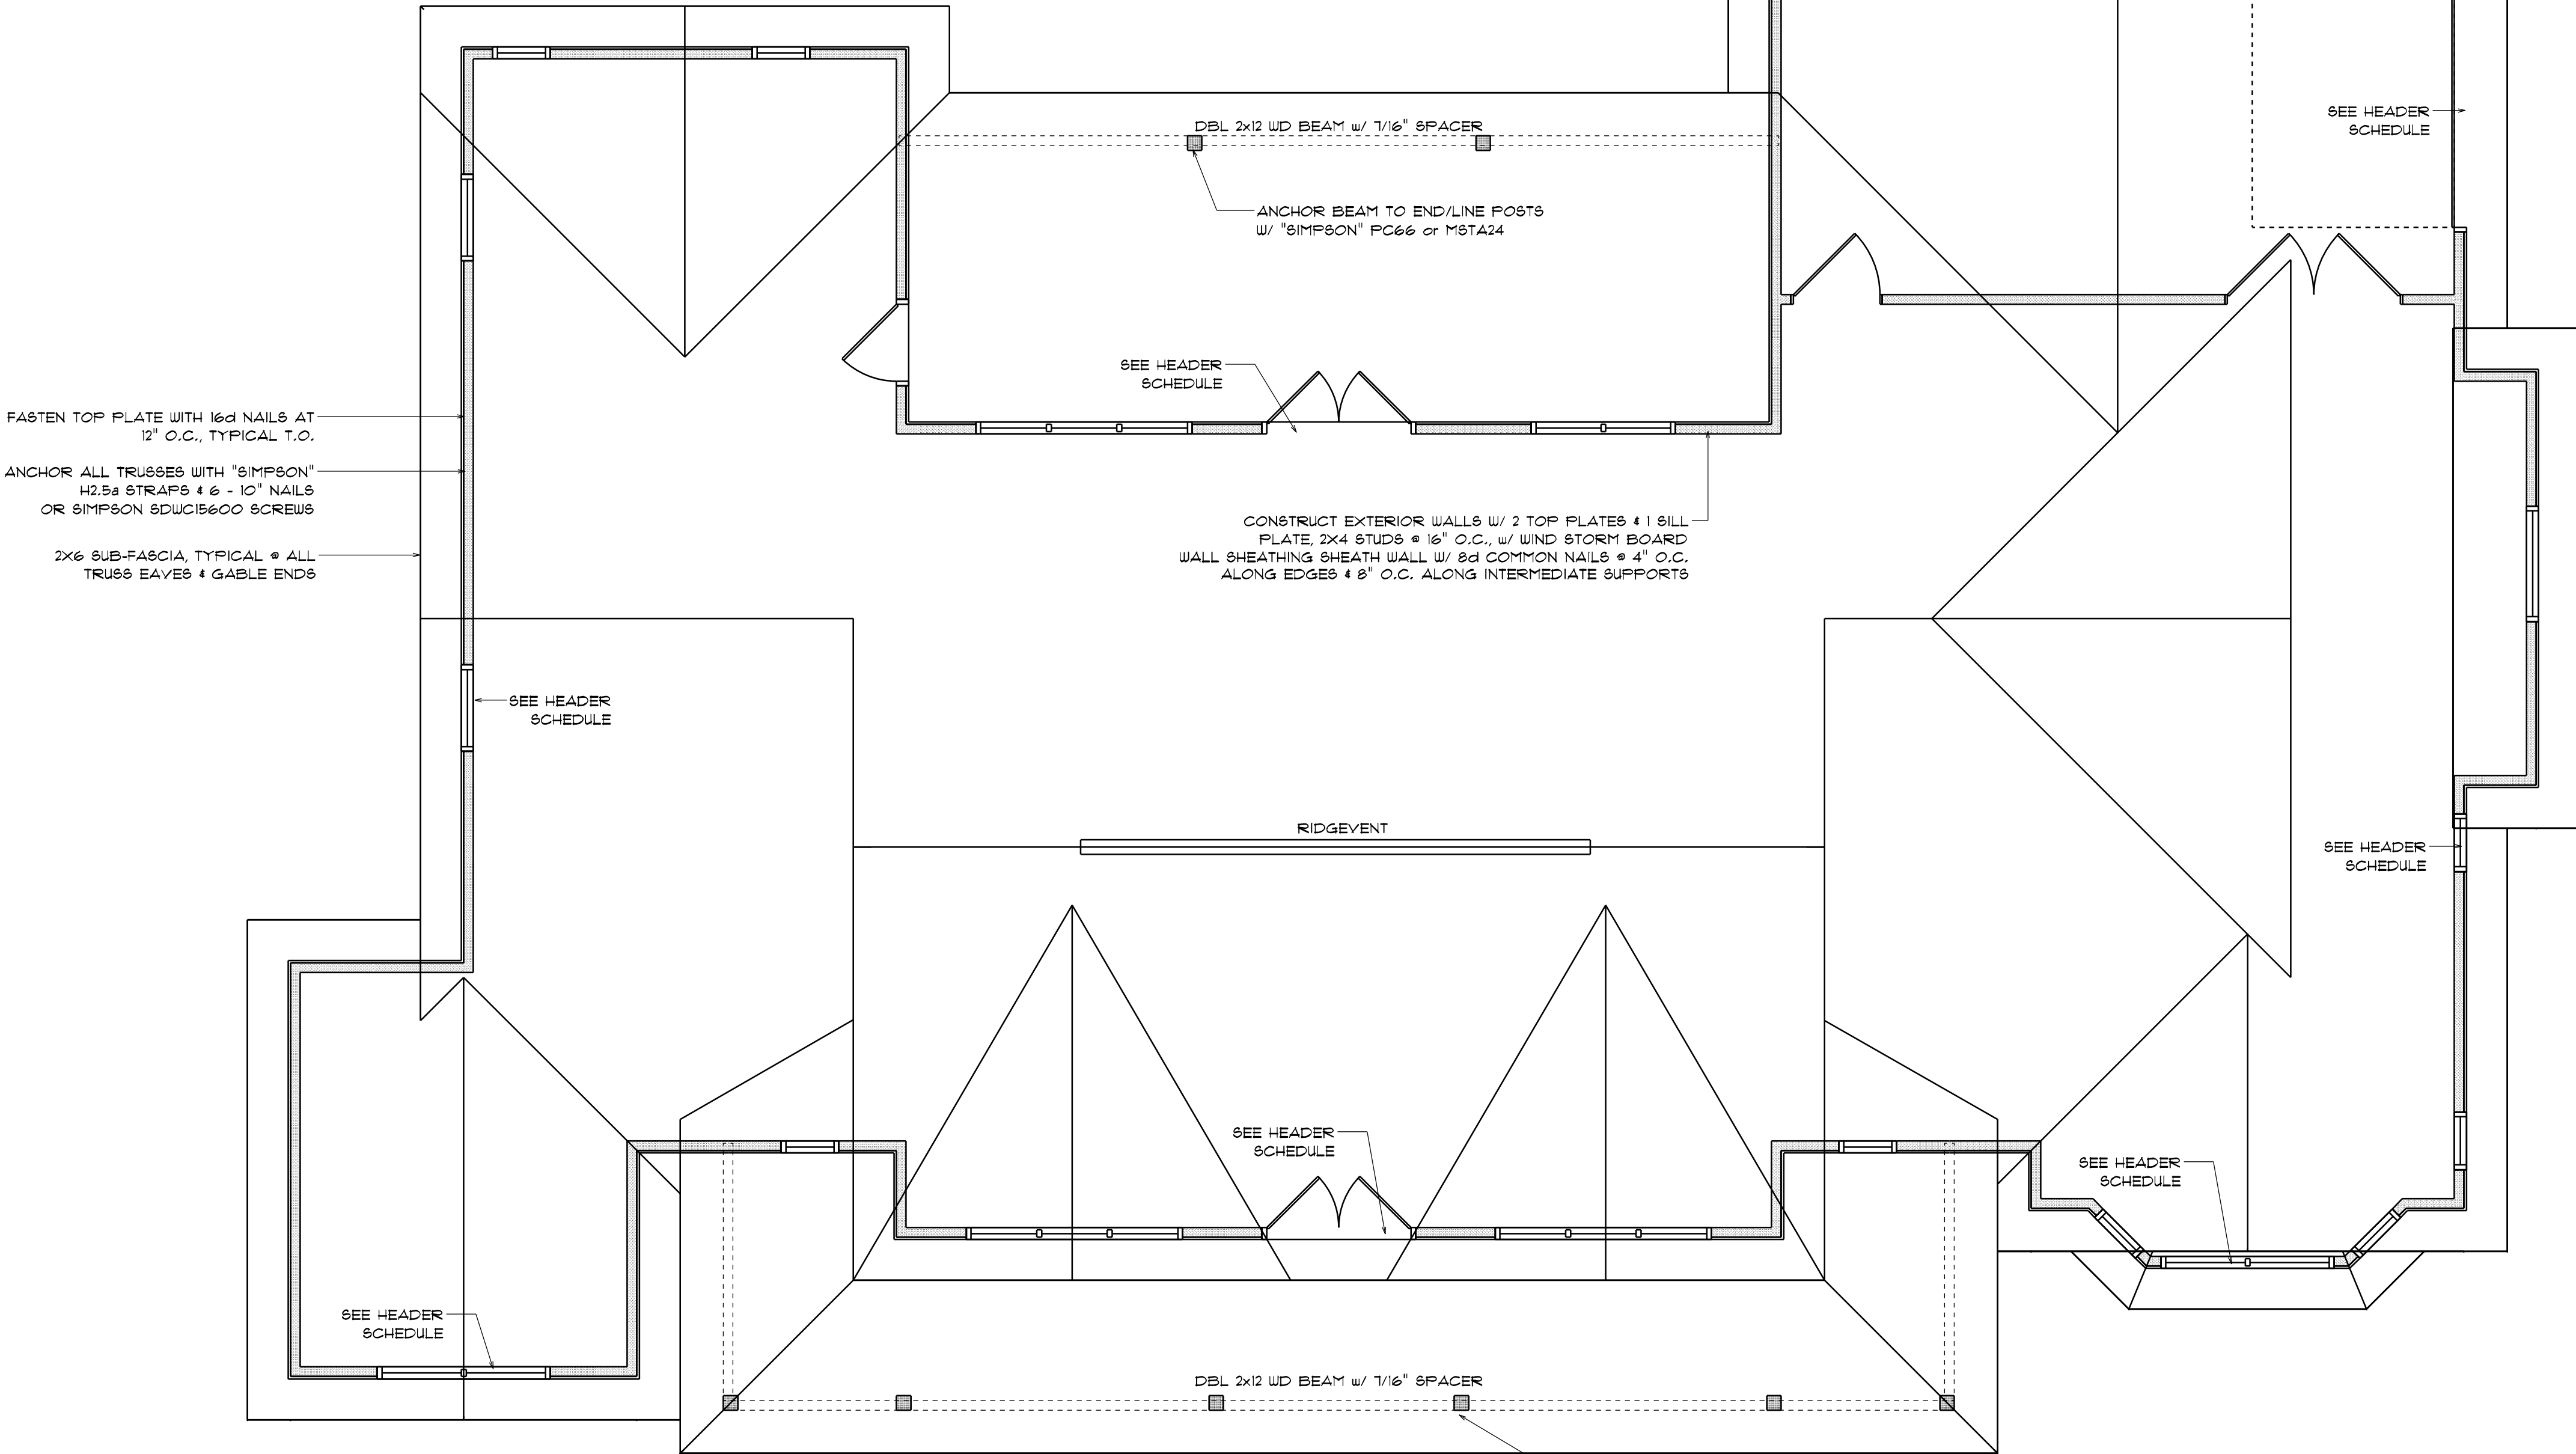 SEE HEADER
SCHEDULE
DBL 2x12 WD BEAM w/ 7/16" SPACER
ANCHOR BEAM TO END/LINE POSTS
W/ "SIMPSON" PC66 or MSTA24
SEE HEADER
SCHEDULE
FASTEN TOP PLATE WITH 16d NAILS AT
12" O.C., TYPICAL T.O.
ANCHOR ALL TRUSSES WITH "SIMPSON"
H2.5a STRAPS & 6 - 10" NAILS
OR SIMPSON SDWC15600 SCREWS
2X6 SUB-FASCIA, TYPICAL @ ALL
TRUSS EAVES & GABLE ENDS
CONSTRUCT EXTERIOR WALLS W/ 2 TOP PLATES & 1 SILL
PLATE, 2X4 STUDS @ 16" O.C., w/ WIND STORM BOARD
WALL SHEATHING SHEATH WALL W/ 8d COMMON NAILS @ 4" O.C.
ALONG EDGES & 8" O.C. ALONG INTERMEDIATE SUPPORTS
SEE HEADER
SCHEDULE
RIDGEVENT
SEE HEADER
SCHEDULE
SEE HEADER
SCHEDULE
SEE HEADER
SCHEDULE
SEE HEADER
SCHEDULE
DBL 2x12 WD BEAM w/ 7/16" SPACER